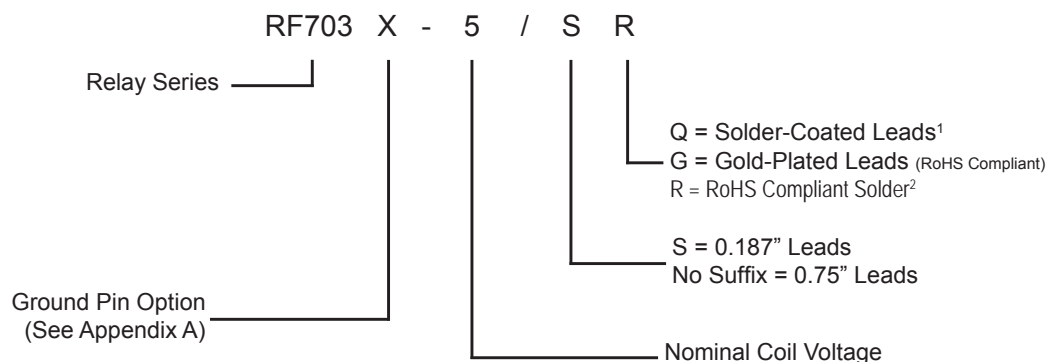 RF703 X - 5 / S R
Relay Series
Q = Solder-Coated Leads¹
G = Gold-Plated Leads (RoHS Compliant)
R = RoHS Compliant Solder²
S = 0.187” Leads
No Suffix = 0.75” Leads
Ground Pin Option
(See Appendix A)
Nominal Coil Voltage